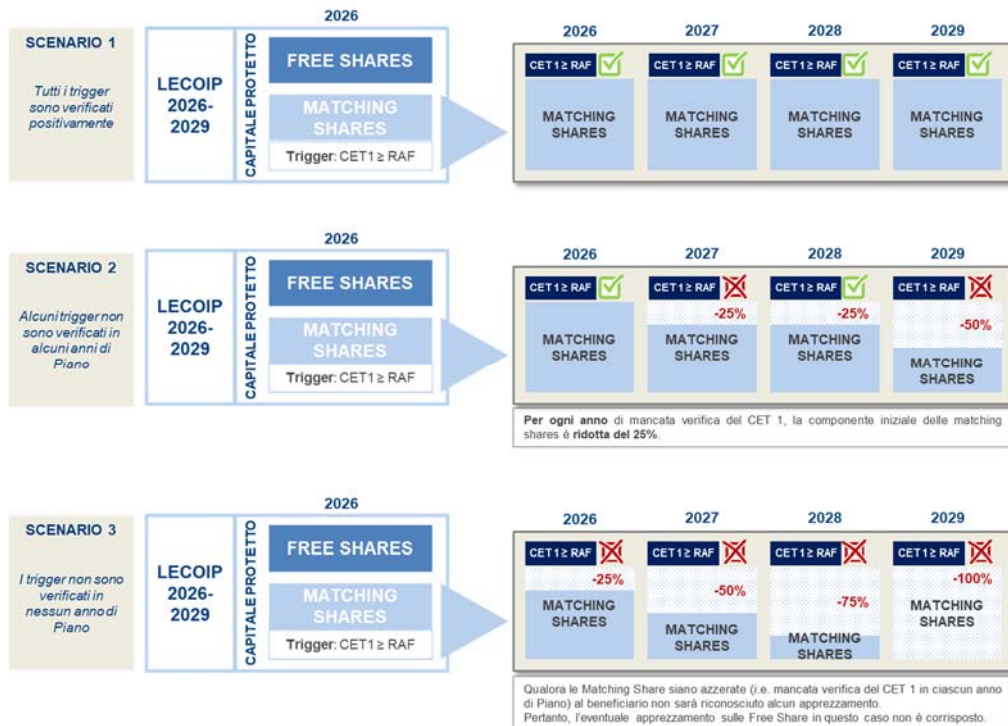 2026
SCENARIO 1
Tutti i trigger
sono verificati
positivamente
LECOIP
2026-
2029
CAPITALE PROTETTO
FREE SHARES
MATCHING
SHARES
Trigger: CET1 ≥ RAF
2026 2027 2028 2029
CET1 ≥ RAF CET1 ≥ RAF CET1 ≥ RAF CET1 ≥ RAF
MATCHING MATCHING MATCHING MATCHING
SHARES SHARES SHARES SHARES
2026
SCENARIO 2
Alcuni trigger non
sono verificati in
alcuni anni di
Piano
LECOIP
2026-
2029
CAPITALE PROTETTO
FREE SHARES
MATCHING
SHARES
Trigger: CET1 ≥ RAF
2026 2027 2028 2029
CET1 ≥ RAF CET1 ≥ RAF CET1 ≥ RAF CET1 ≥ RAF
-25% -25% -50%
MATCHING MATCHING MATCHING MATCHING
SHARES SHARES SHARES SHARES
Per ogni anno di mancata verifica del CET 1, la componente iniziale delle matching
shares è ridotta del 25%.
2026
SCENARIO 3
I trigger non sono
verificati in
nessun anno di
Piano
LECOIP
2026-
2029
CAPITALE PROTETTO
FREE SHARES
MATCHING
SHARES
Trigger: CET1 ≥ RAF
2026 2027 2028 2029
CET1 ≥ RAF CET1 ≥ RAF CET1 ≥ RAF CET1 ≥ RAF
-25% -50% -75% -100%
MATCHING MATCHING MATCHING MATCHING
SHARES SHARES SHARES SHARES
Qualora le Matching Share siano azzerate (i.e. mancata verifica del CET 1 in ciascun anno
di Piano) al beneficiario non sarà riconosciuto alcun apprezzamento.
Pertanto, l'eventuale apprezzamento sulle Free Share in questo caso non è corrisposto.